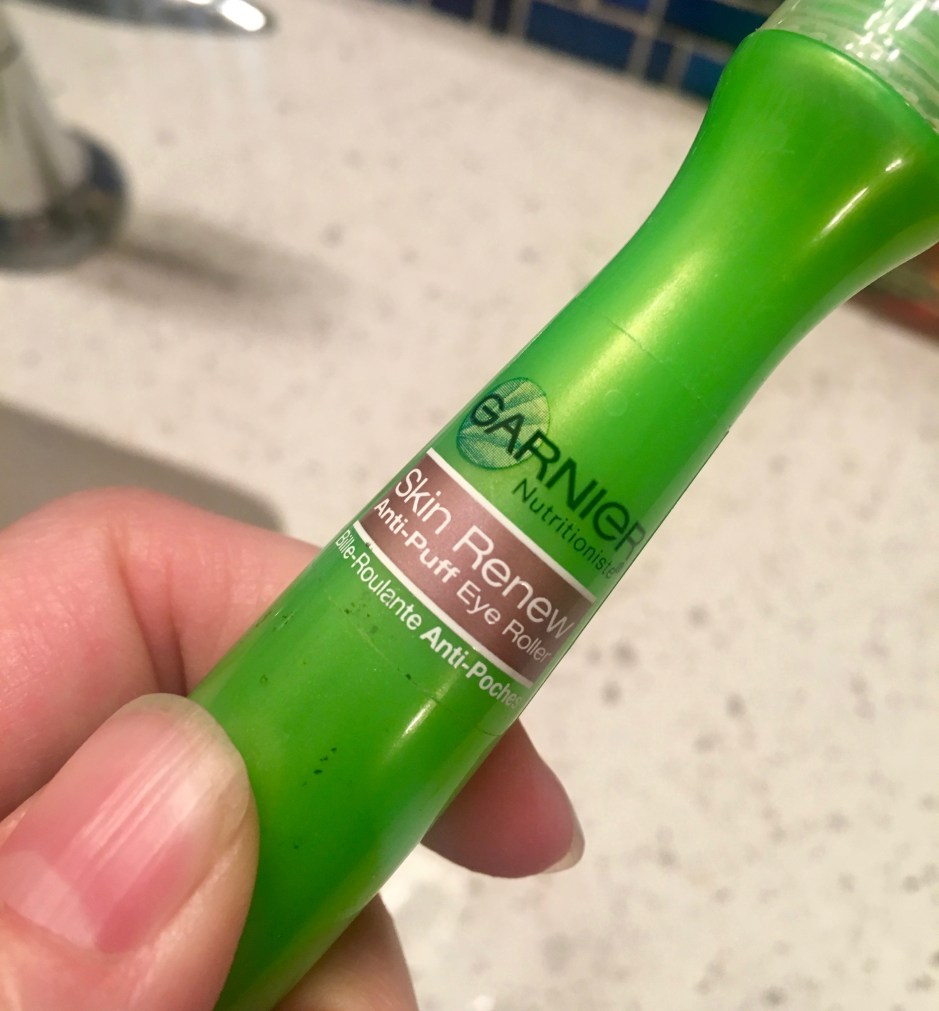 GARNIER
Nutritioniste
Skin Renew
Anti-Puff Eye Roller
Bille-Roulante Anti-Poches